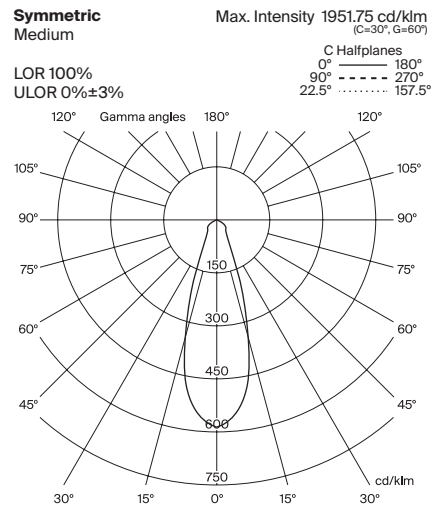 Symmetric
Medium
LOR 100%
ULOR 0%±3%
Max. Intensity 1951.75 cd/klm
(C=30°, G=60°)
C Halfplanes
0° 180°
90° 270°
22.5° 157.5°
120° Gamma angles 180° 120°
105° 105°
90° 90°
75° 75°
150
60° 60°
300
45° 45°
450
600
750 cd/klm
30° 15° 0° 15° 30°